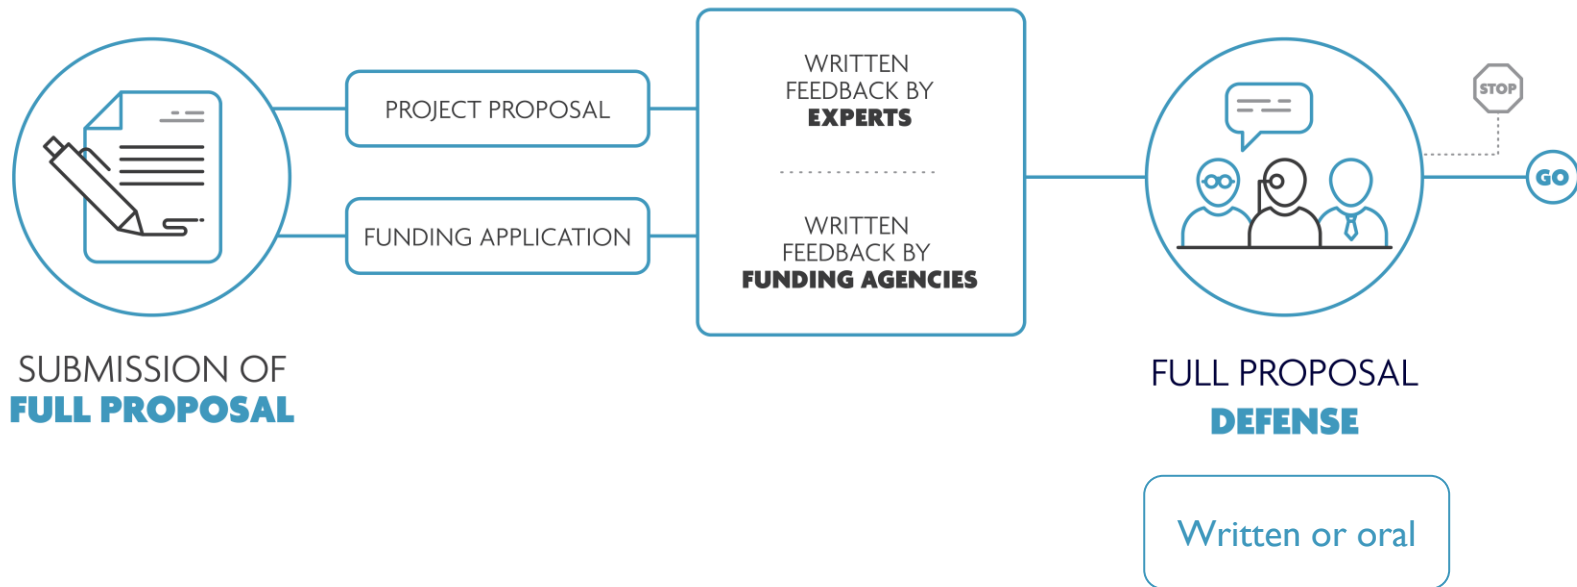 SUBMISSION OF
FULL PROPOSAL
PROJECT PROPOSAL
FUNDING APPLICATION
WRITTEN
FEEDBACK BY
EXPERTS
WRITTEN
FEEDBACK BY
FUNDING AGENCIES
FULL PROPOSAL
DEFENSE
Written or oral
STOP
GO